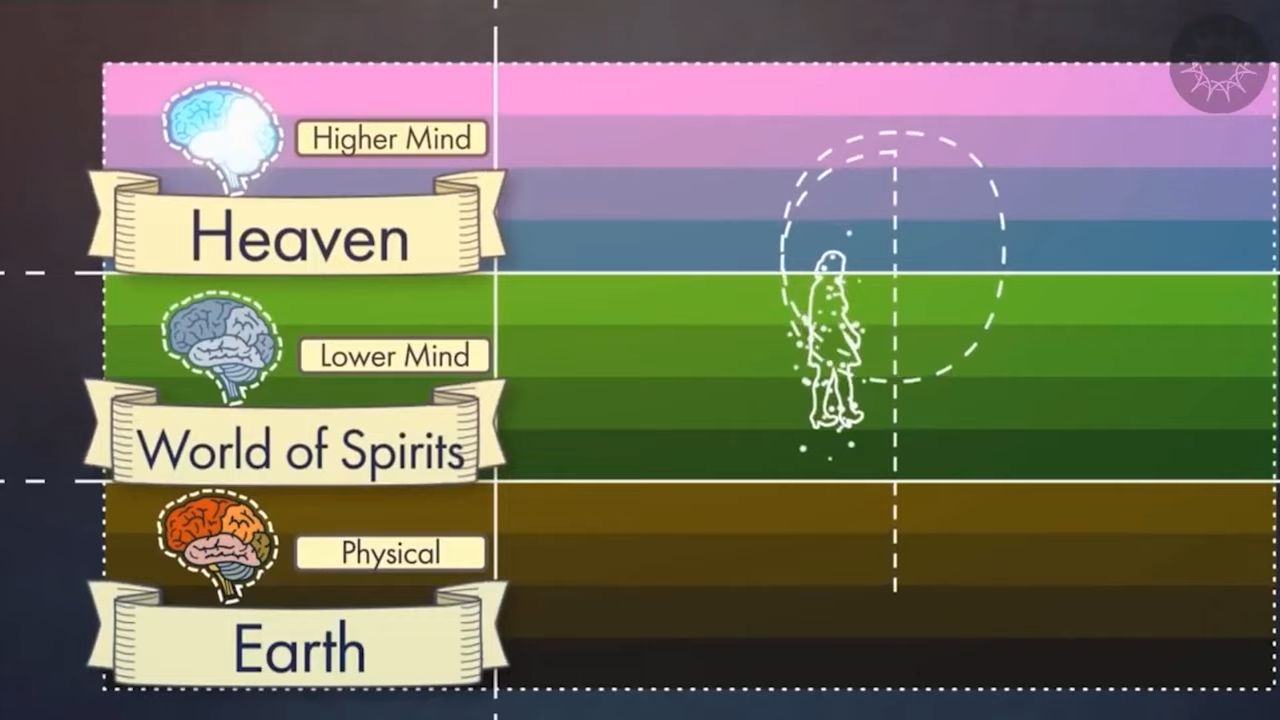 Higher Mind
Heaven
Lower Mind
World of Spirits
Physical
Earth